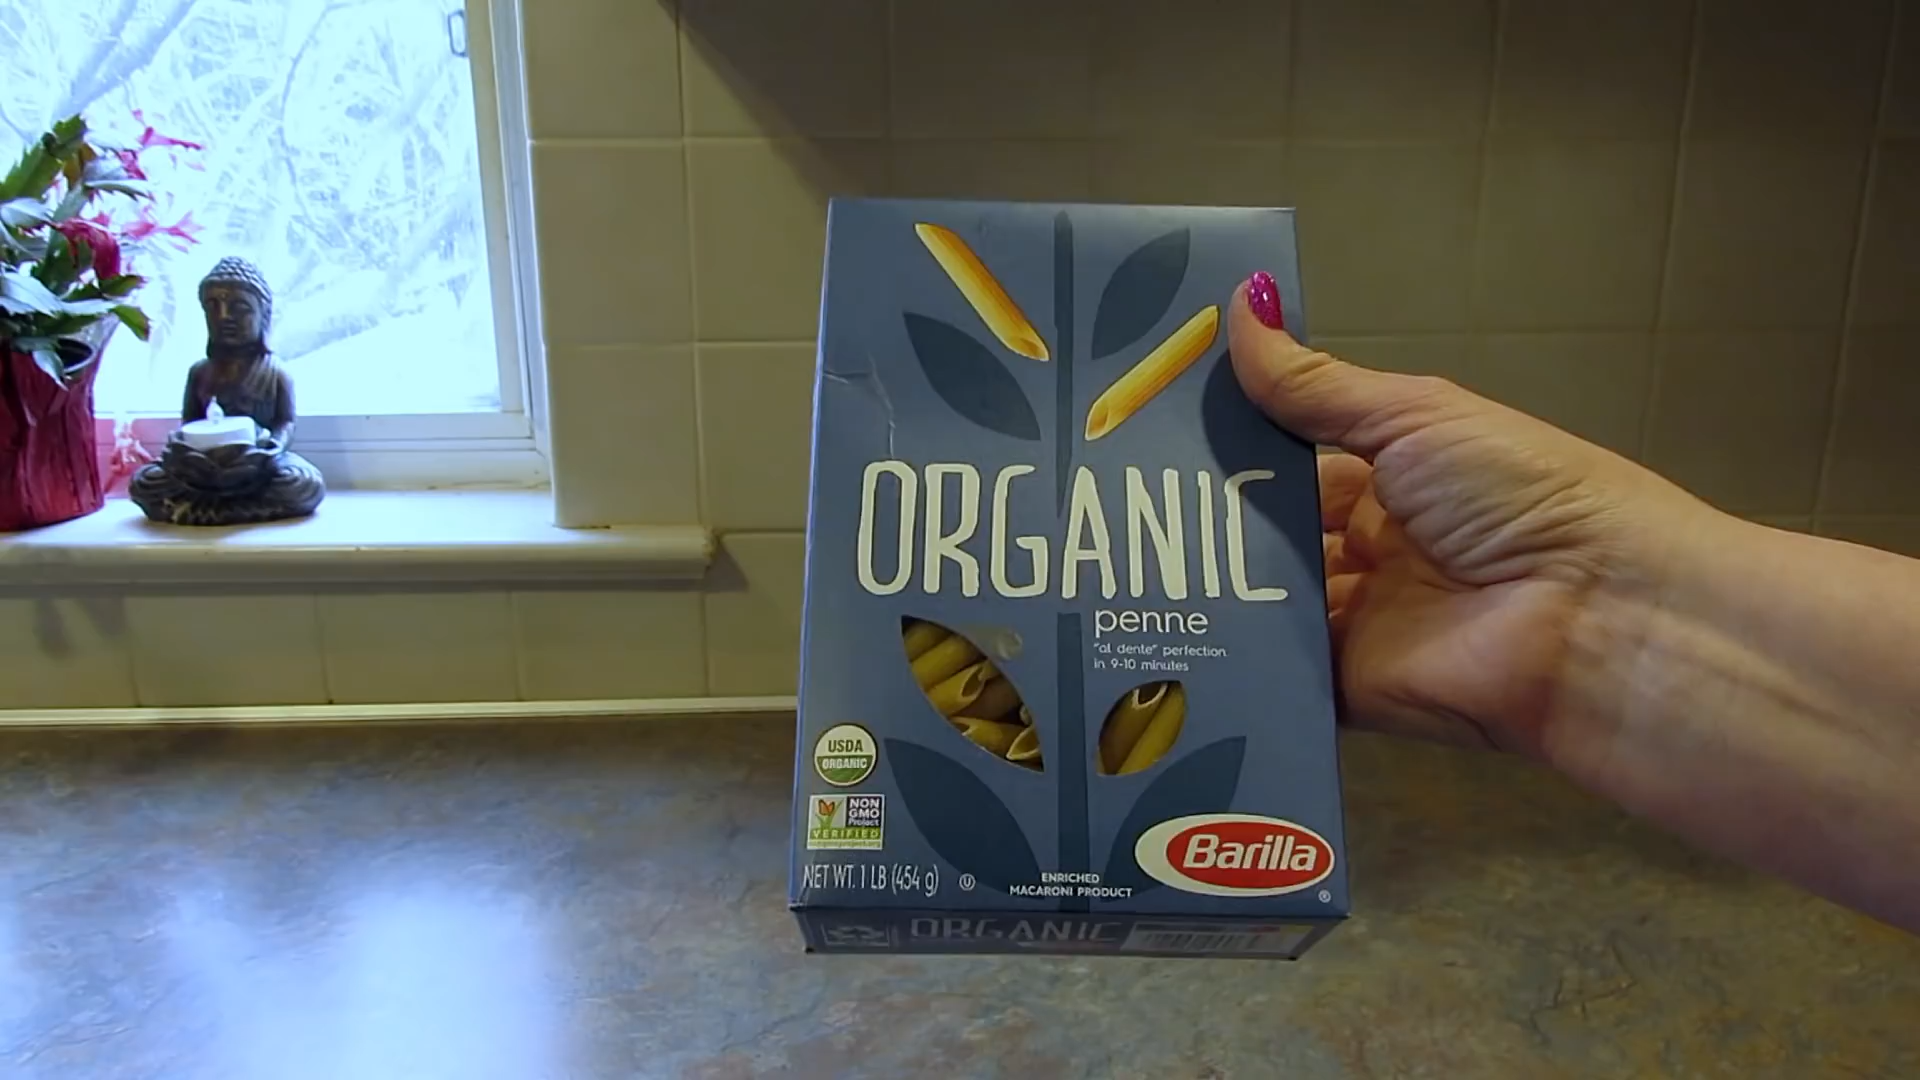 ORGANIC
penne
"al dente" perfection
in 9-10 minutes
USDA
ORGANIC
NON
GMO
Project
VERIFIED
NET WT. 1 LB (454 g)
U
ENRICHED
MACARONI PRODUCT
Barilla
®
ORGANIC